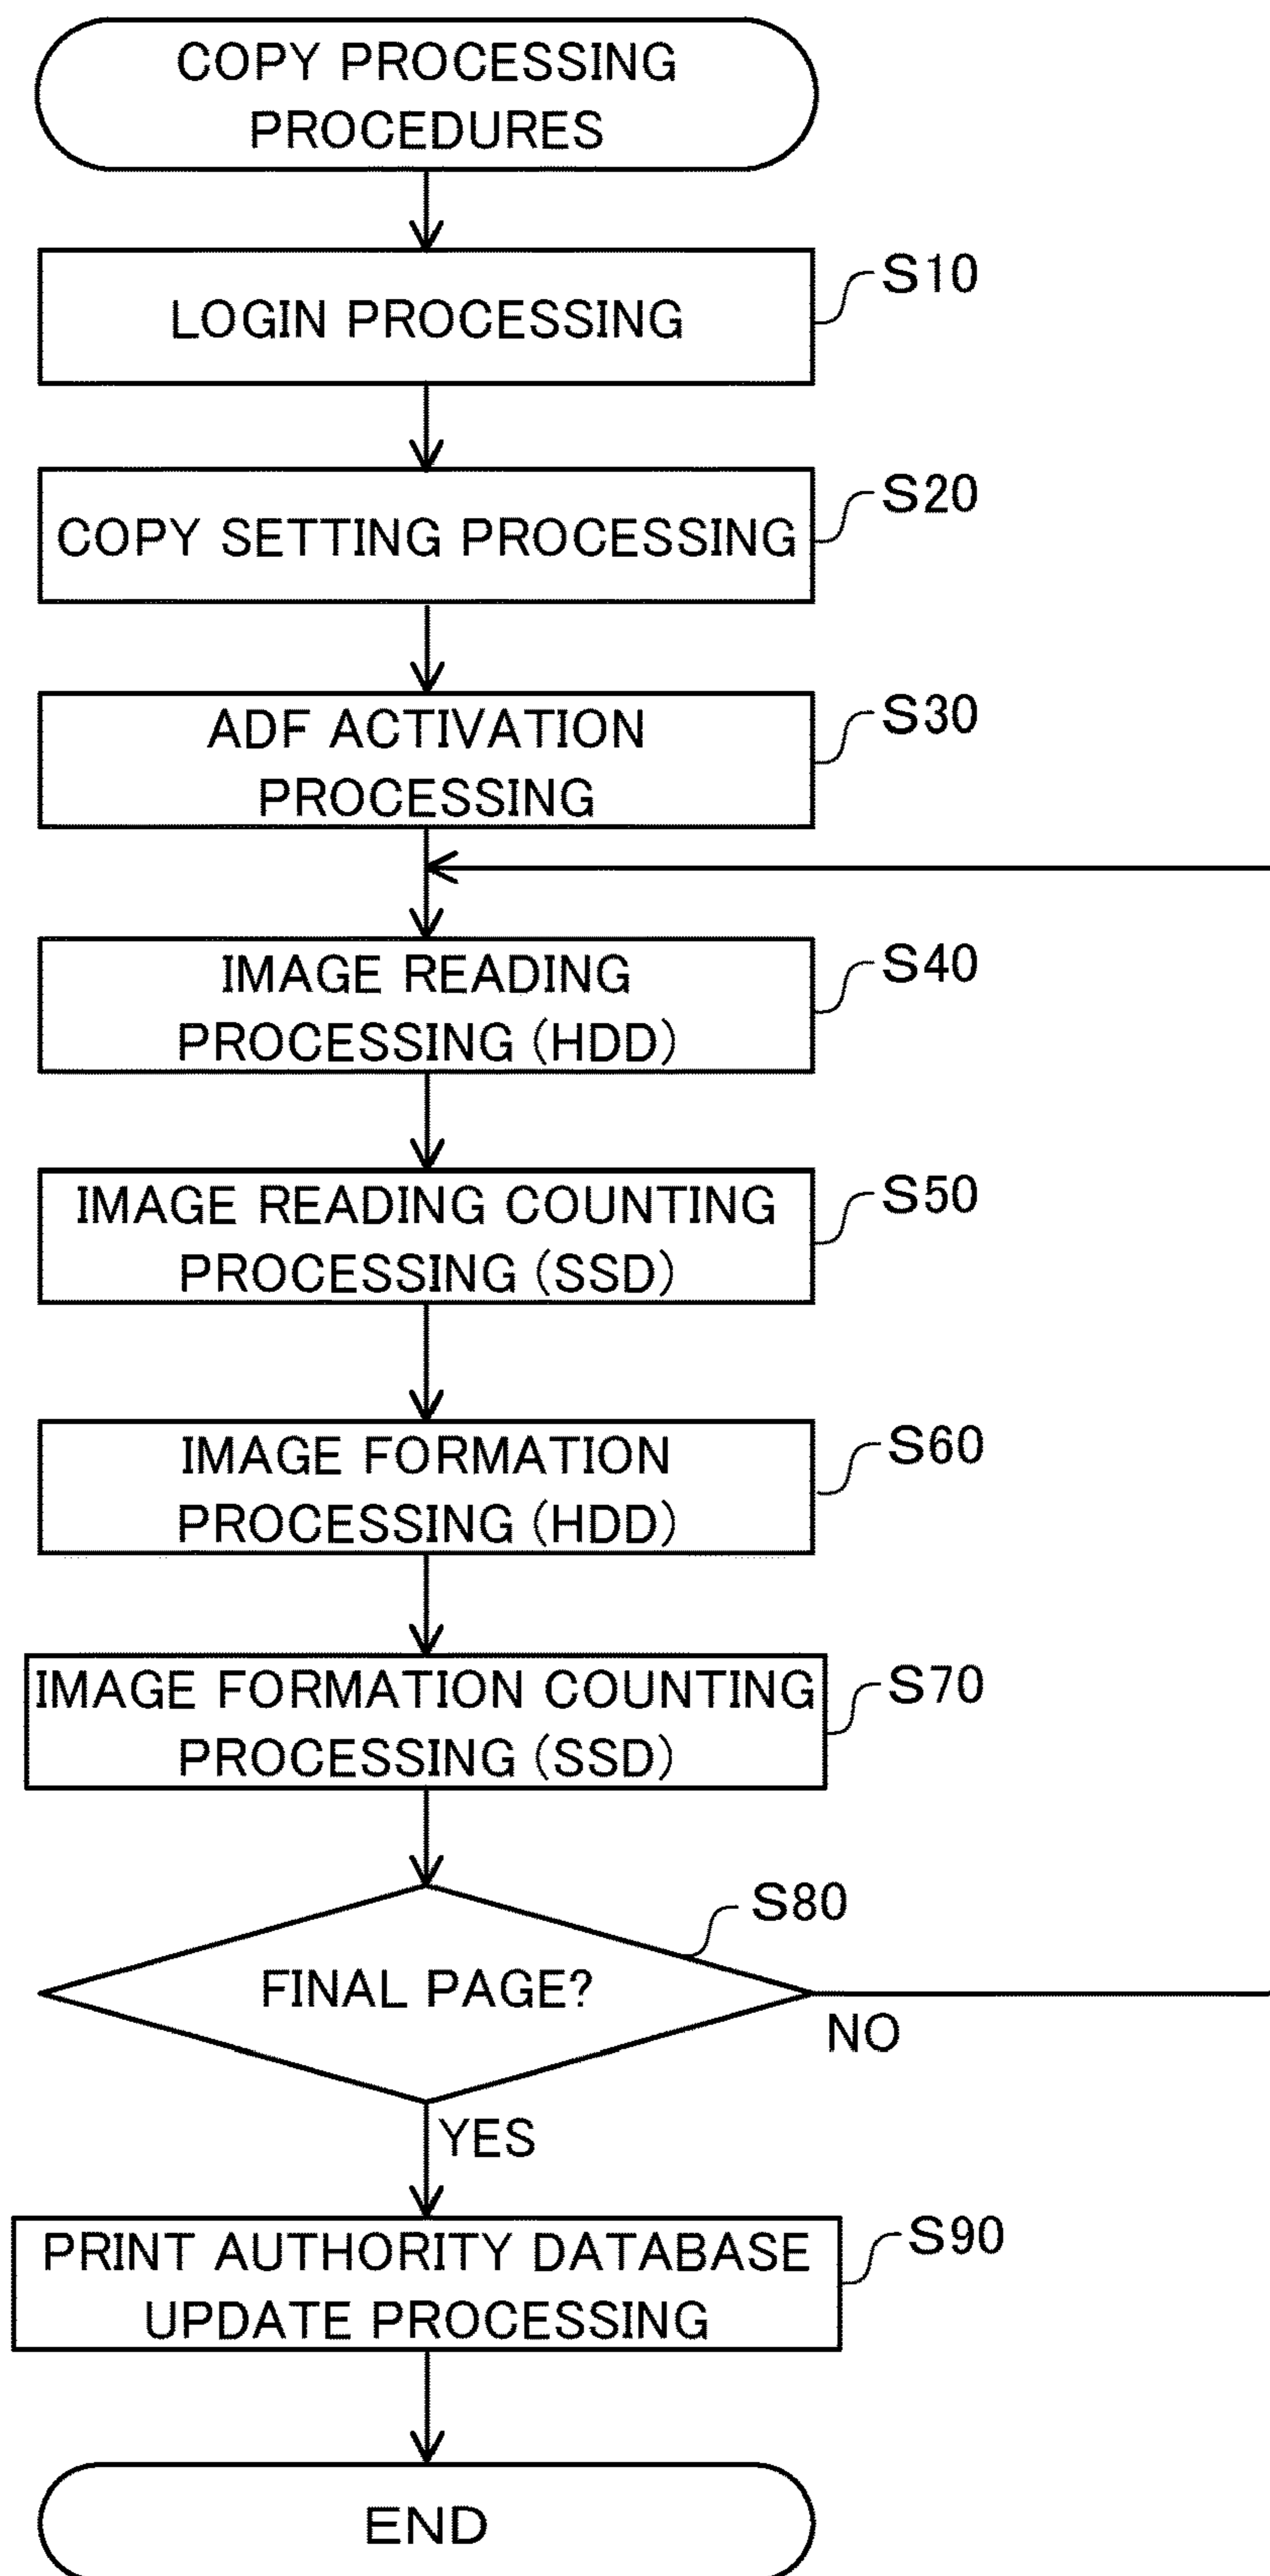 COPY PROCESSING
PROCEDURES
LOGIN PROCESSING
S10
COPY SETTING PROCESSING
S20
ADF ACTIVATION
PROCESSING
S30
IMAGE READING
PROCESSING (HDD)
S40
IMAGE READING COUNTING
PROCESSING (SSD)
S50
IMAGE FORMATION
PROCESSING (HDD)
S60
IMAGE FORMATION COUNTING
PROCESSING (SSD)
S70
FINAL PAGE?
S80
NO
YES
PRINT AUTHORITY DATABASE
UPDATE PROCESSING
S90
END